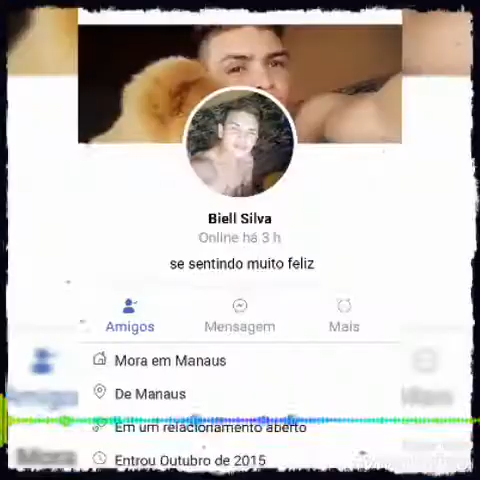 Biell Silva
Online há 3 h
se sentindo muito feliz
Amigos
Mensagem
Mais
Mora em Manaus
De Manaus
Em um relacionamento aberto
Entrou Outubro de 2015